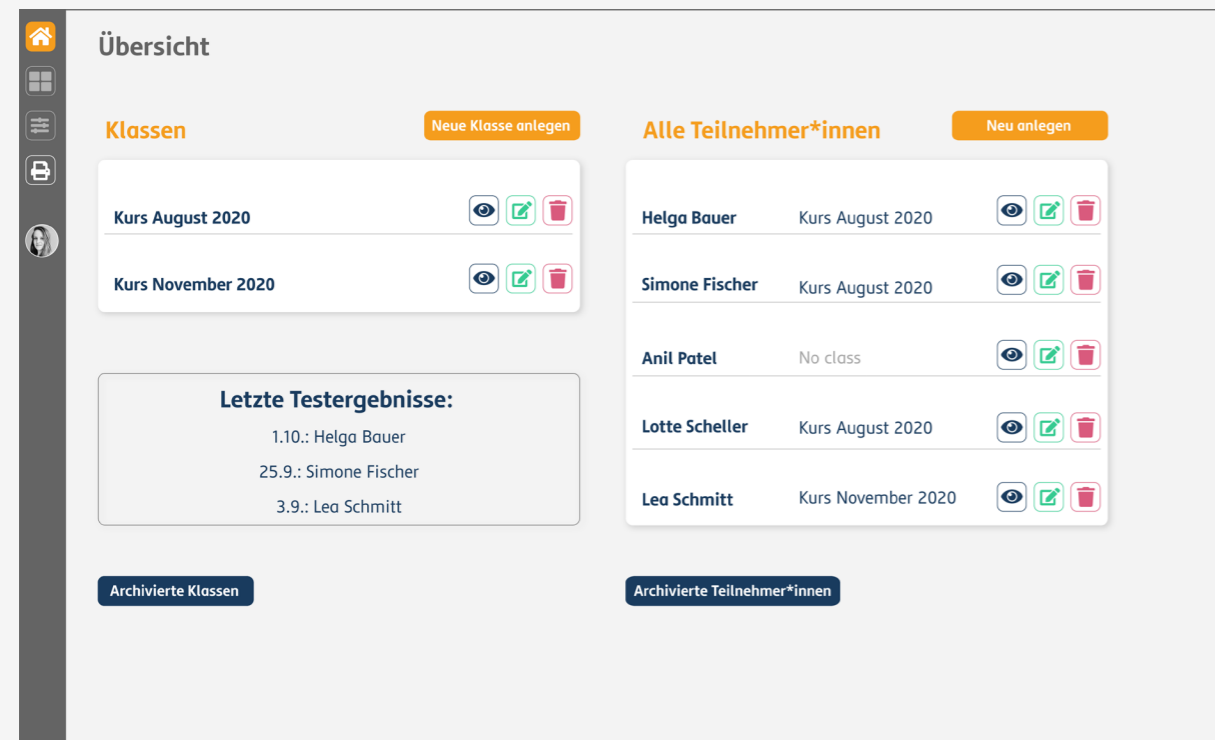 Übersicht
Klassen
Neue Klasse anlegen
Kurs August 2020
Kurs November 2020
Letzte Testergebnisse:
1.10.: Helga Bauer
25.9.: Simone Fischer
3.9.: Lea Schmitt
Archivierte Klassen
Alle Teilnehmer*innen
Neu anlegen
Helga Bauer Kurs August 2020
Simone Fischer Kurs August 2020
Anil Patel No class
Lotte Scheller Kurs August 2020
Lea Schmitt Kurs November 2020
Archivierte Teilnehmer*innen